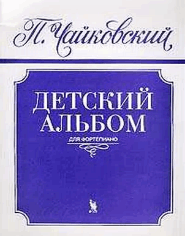 П. Чайковский
ДЕТСКИЙ
АЛЬБОМ
ДЛЯ ФОРТЕПИАНО